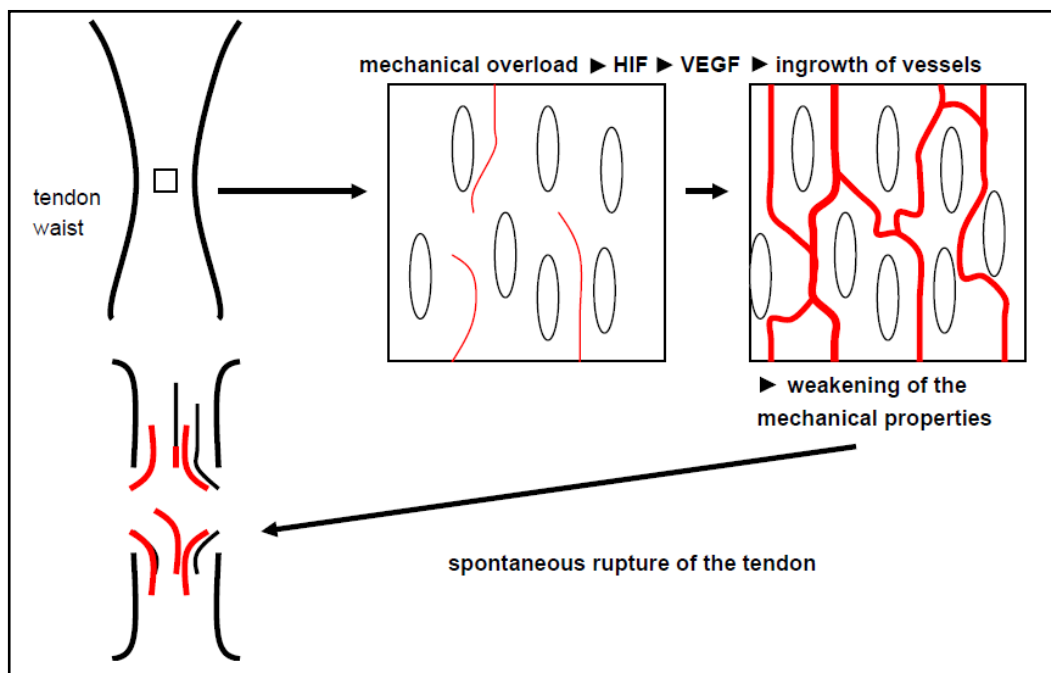 mechanical overload ► HIF ► VEGF ► ingrowth of vessels
tendon
waist
► weakening of the
mechanical properties
spontaneous rupture of the tendon